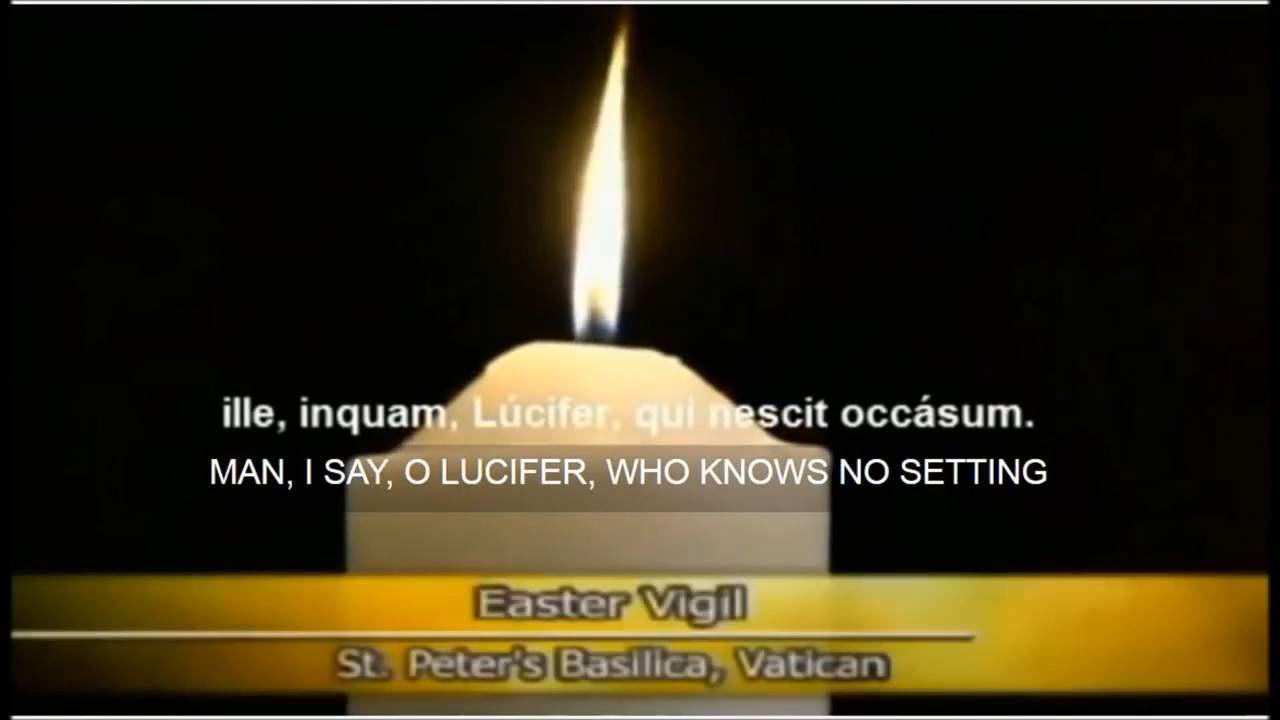 ille, inquam, Lúcifer, qui nescit occásum.
MAN, I SAY, O LUCIFER, WHO KNOWS NO SETTING
Easter Vigil
St. Peter's Basilica, Vatican